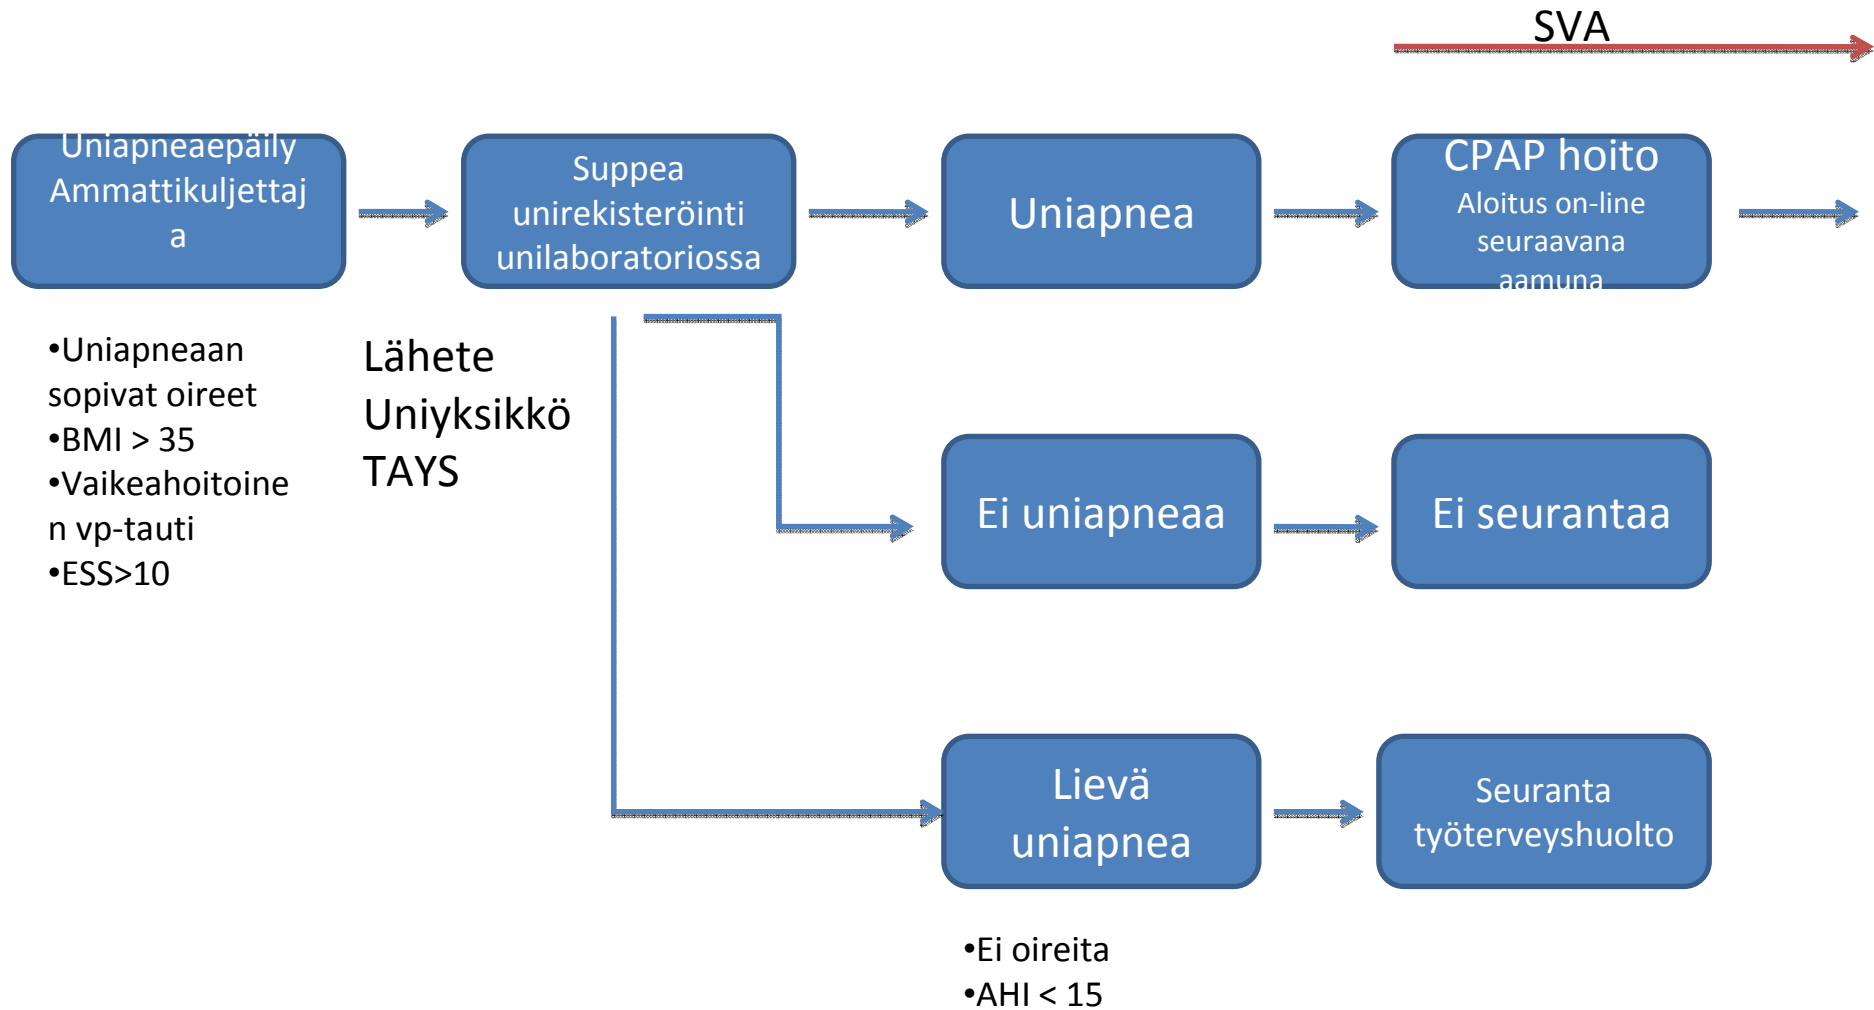 SVA
Uniapneaepäily
Ammattikuljettaj
a
Suppea
unirekisteröinti
unilaboratoriossa
Uniapnea
CPAP hoito
Aloitus on-line
seuraavana
aamuna
•Uniapneaan
sopivat oireet
•BMI > 35
•Vaikeahoitoine
n vp-tauti
•ESS>10
Lähete
Uniyksikkö
TAYS
Ei uniapneaa
Ei seurantaa
Lievä
uniapnea
Seuranta
työterveyshuolto
•Ei oireita
•AHI < 15